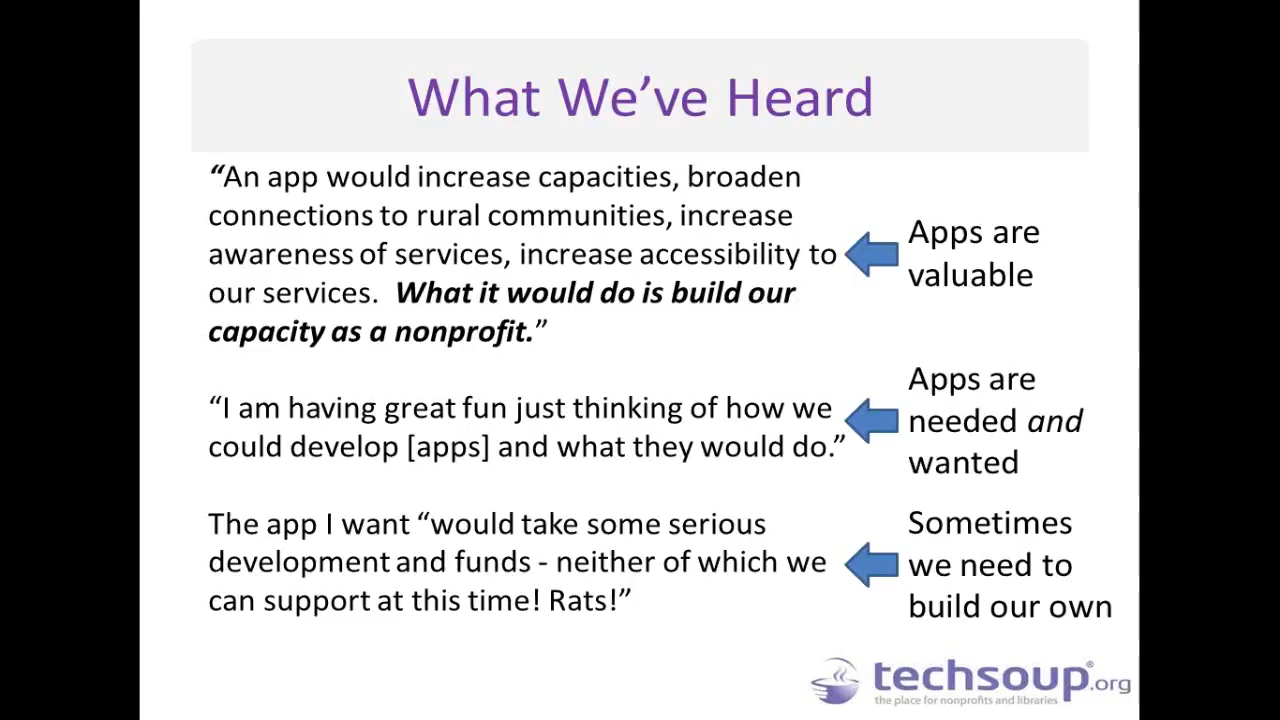 What We’ve Heard
“An app would increase capacities, broaden
connections to rural communities, increase
awareness of services, increase accessibility to
our services.  What it would do is build our
capacity as a nonprofit.”
Apps are
valuable
“I am having great fun just thinking of how we
could develop [apps] and what they would do.”
Apps are
needed and
wanted
The app I want “would take some serious
development and funds - neither of which we
can support at this time! Rats!”
Sometimes
we need to
build our own
techsoup®.org
the place for nonprofits and libraries